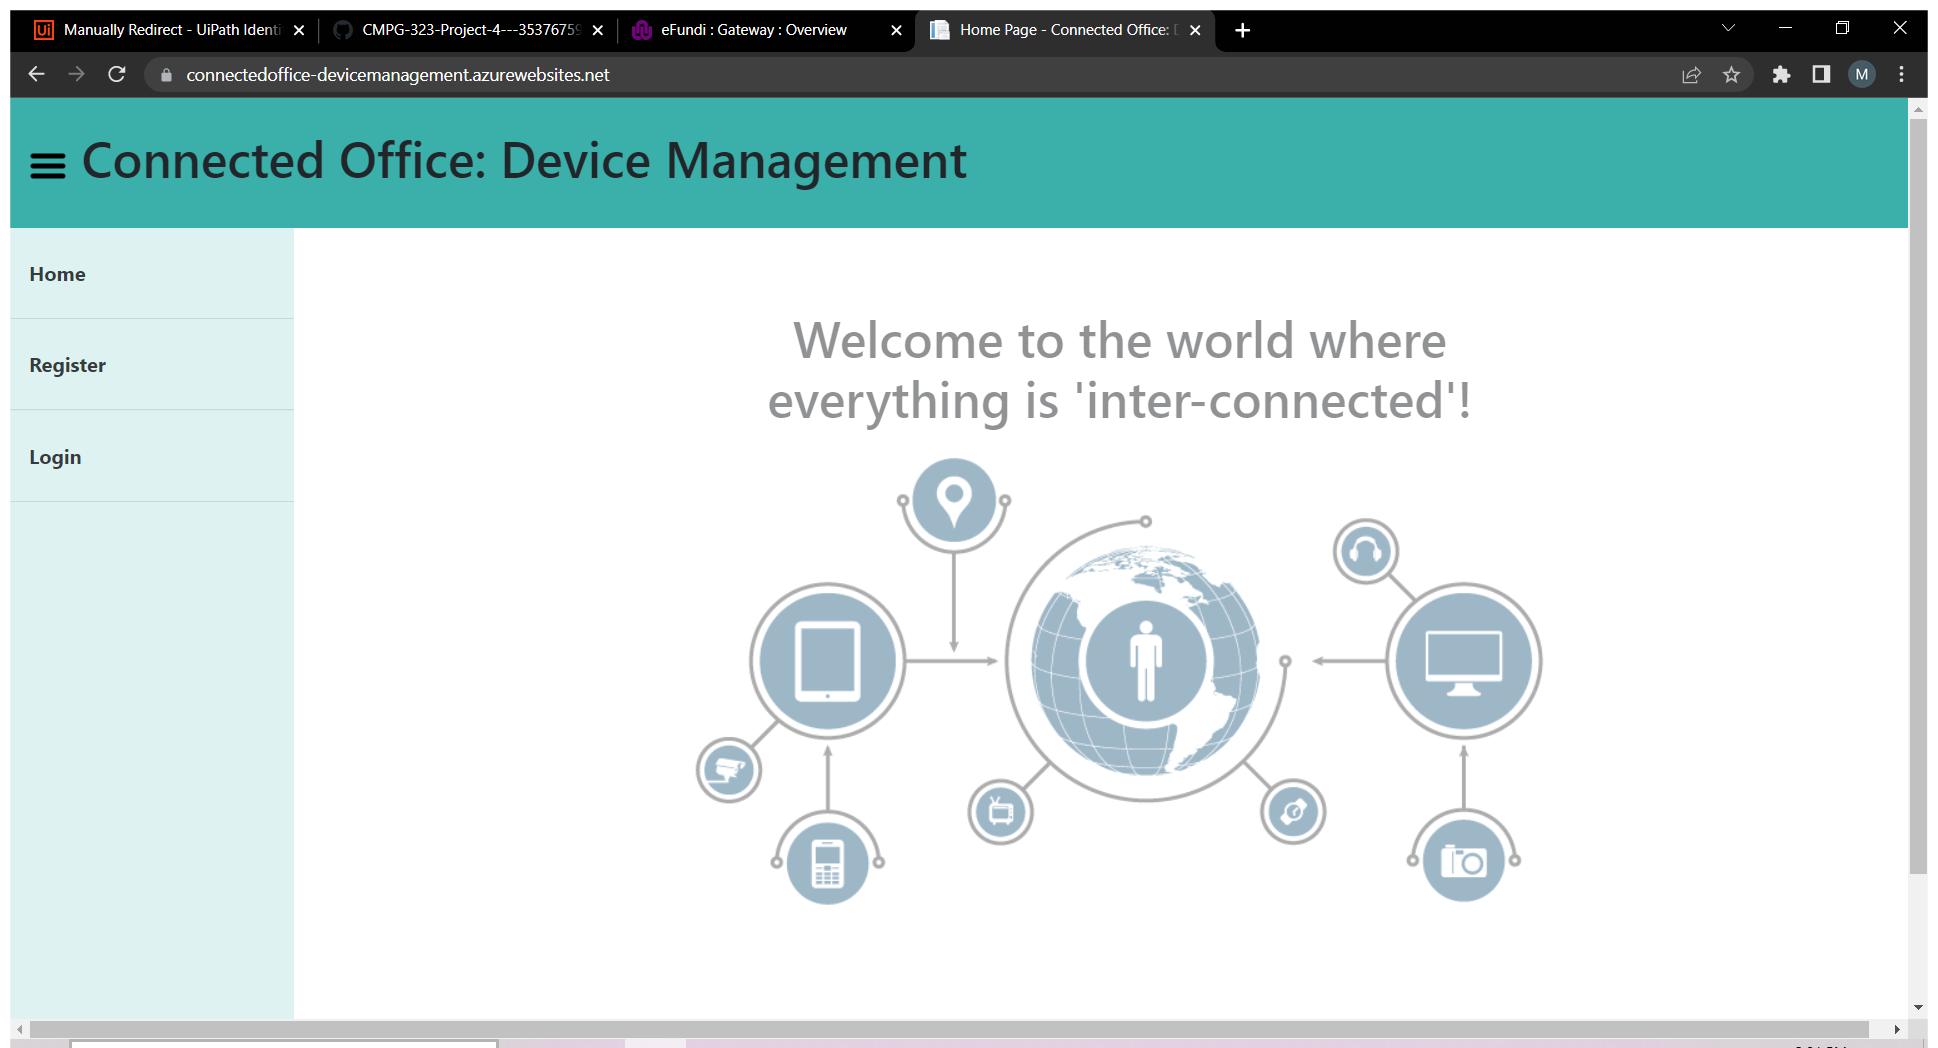 Ui Manually Redirect - UiPath Identi
CMPG-323-Project-4---35376759
eFundi : Gateway : Overview
Home Page - Connected Office: D
connectedoffice-devicemanagement.azurewebsites.net
M
Connected Office: Device Management
Home
Register
Login
Welcome to the world where
everything is 'inter-connected'!